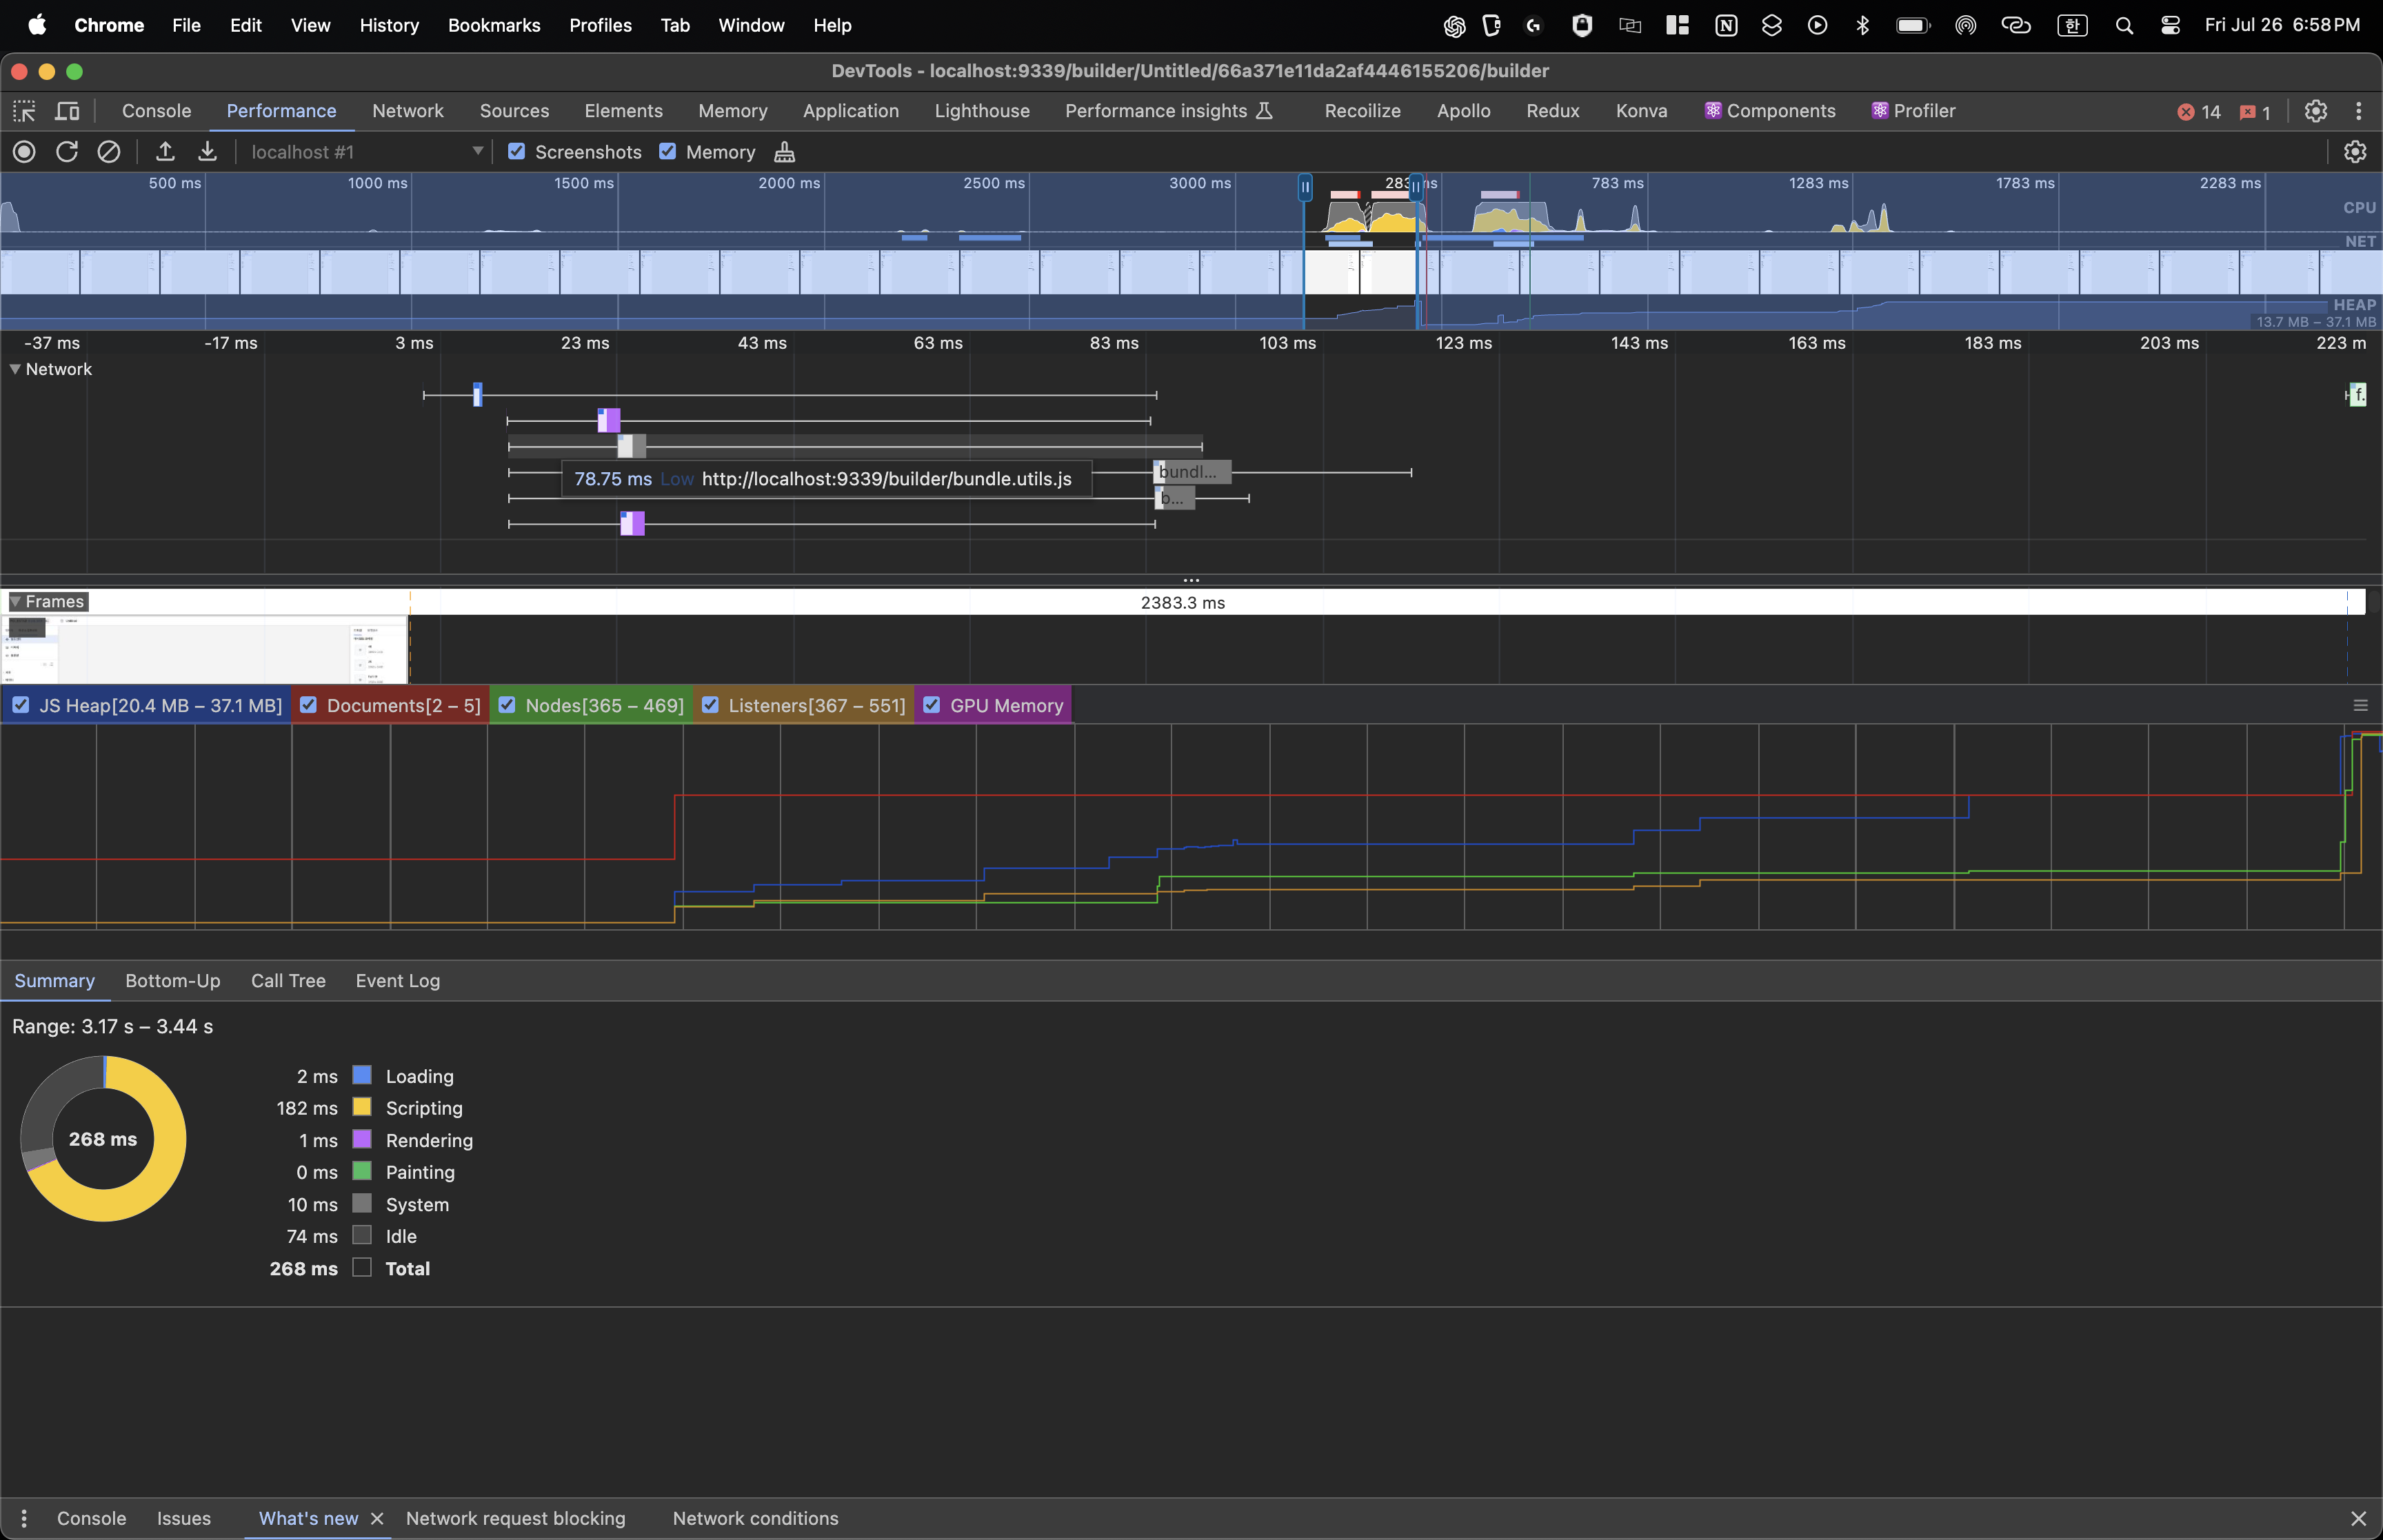 Chrome File Edit View History Bookmarks Profiles Tab Window Help 한 Fri Jul 26 6:58 PM
DevTools - localhost:9339/builder/Untitled/66a371e11da2af4446155206/builder
Console Performance Network Sources Elements Memory Application Lighthouse Performance insights Recoilize Apollo Redux Konva Components Profiler 14 1
localhost #1 Screenshots Memory
500 ms 1000 ms 1500 ms 2000 ms 2500 ms 3000 ms 283 ms 783 ms 1283 ms 1783 ms 2283 ms
CPU
NET
HEAP
13.7 MB – 37.1 MB
-37 ms -17 ms 3 ms 23 ms 43 ms 63 ms 83 ms 103 ms 123 ms 143 ms 163 ms 183 ms 203 ms 223 m
Network
f.
bundl...
78.75 ms Low http://localhost:9339/builder/bundle.utils.js
b...
Frames 2383.3 ms
JS Heap[20.4 MB – 37.1 MB] Documents[2 – 5] Nodes[365 – 469] Listeners[367 – 551] GPU Memory
Summary Bottom-Up Call Tree Event Log
Range: 3.17 s – 3.44 s
268 ms
2 ms Loading
182 ms Scripting
1 ms Rendering
0 ms Painting
10 ms System
74 ms Idle
268 ms Total
Console Issues What's new Network request blocking Network conditions